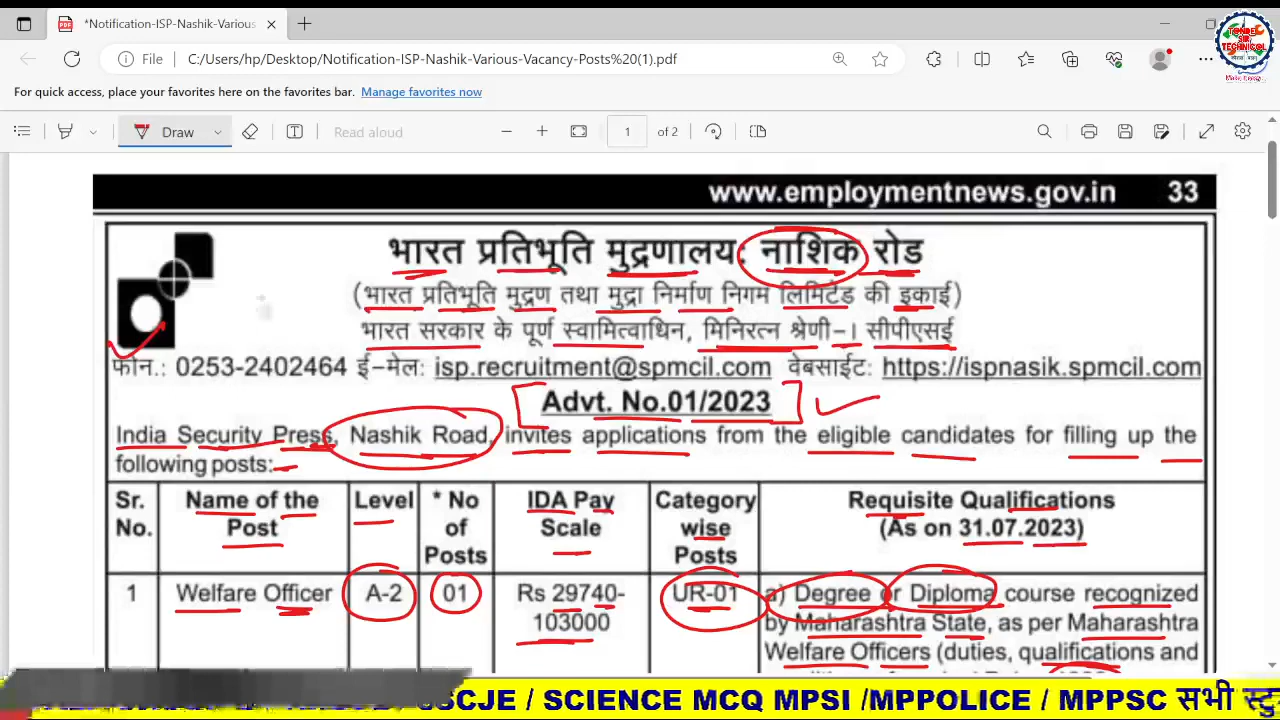 *Notification-ISP-Nashik-Various
File C:/Users/hp/Desktop/Notification-ISP-Nashik-Various-Vacancy-Posts%20(1).pdf
For quick access, place your favorites here on the favorites bar. Manage favorites now
Draw Read aloud 1 of 2
www.employmentnews.gov.in 33
भारत प्रतिभूति मुद्रणालय: नाशिक रोड
(भारत प्रतिभूति मुद्रण तथा मुद्रा निर्माण निगम लिमिटेड की इकाई)
भारत सरकार के पूर्ण स्वामित्वाधिन, मिनिरत्न श्रेणी-I सीपीएसई
फोन.: 0253-2402464 ई-मेल: isp.recruitment@spmcil.com वेबसाईट: https://ispnasik.spmcil.com
Advt. No.01/2023
India Security Press, Nashik Road, invites applications from the eligible candidates for filling up the
following posts:
Sr. No. Name of the Post Level * No of Posts IDA Pay Scale Category wise Posts Requisite Qualifications (As on 31.07.2023)
1 Welfare Officer A-2 01 Rs 29740-103000 UR-01 a) Degree or Diploma course recognized
by Maharashtra State, as per Maharashtra
Welfare Officers (duties, qualifications and
SSCJE / SCIENCE MCQ MPSI /MPPOLICE / MPPSC सभी